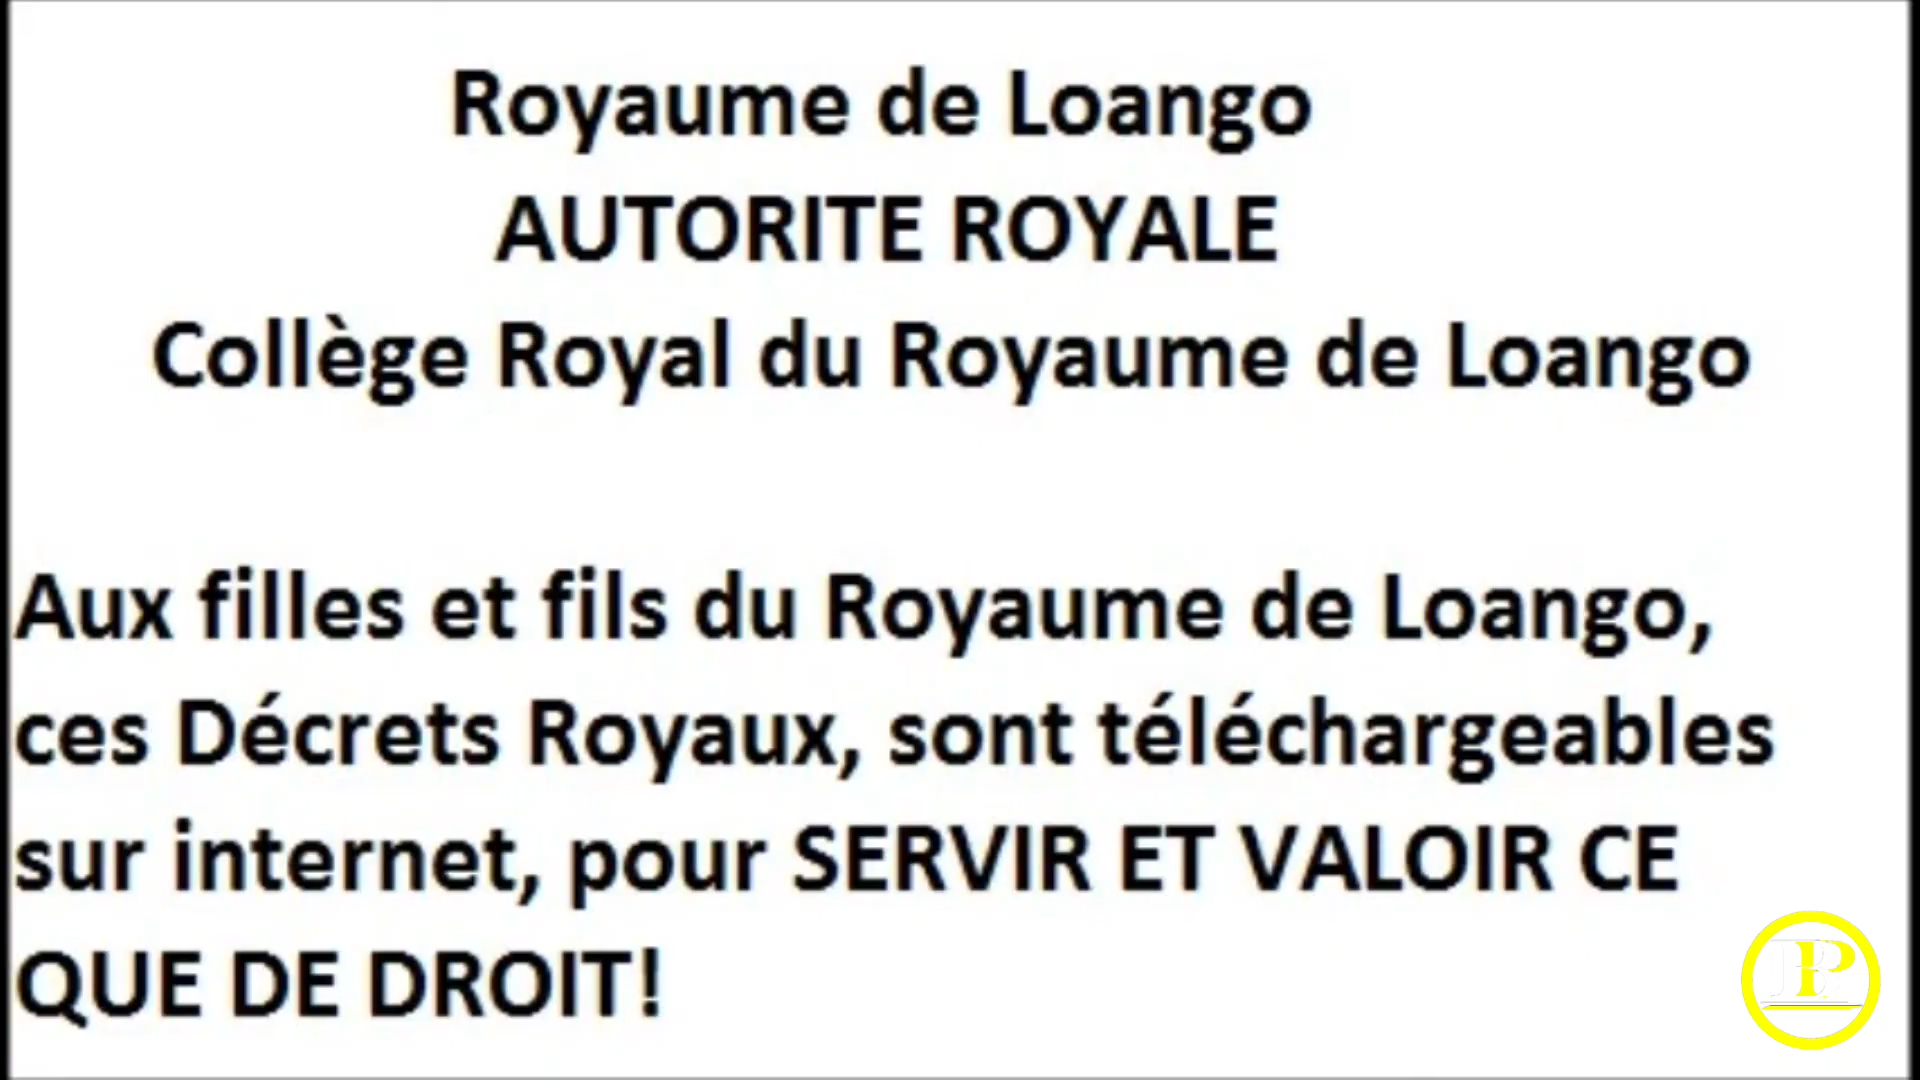 Royaume de Loango
AUTORITE ROYALE
Collège Royal du Royaume de Loango
Aux filles et fils du Royaume de Loango,
ces Décrets Royaux, sont téléchargeables
sur internet, pour SERVIR ET VALOIR CE
QUE DE DROIT!